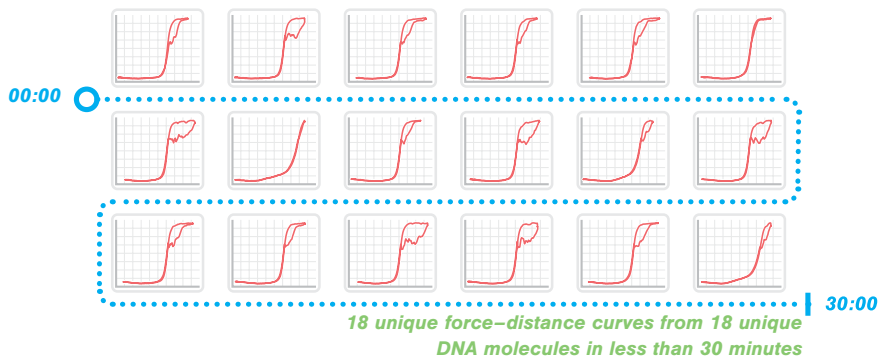 00:00
30:00
18 unique force–distance curves from 18 unique
DNA molecules in less than 30 minutes